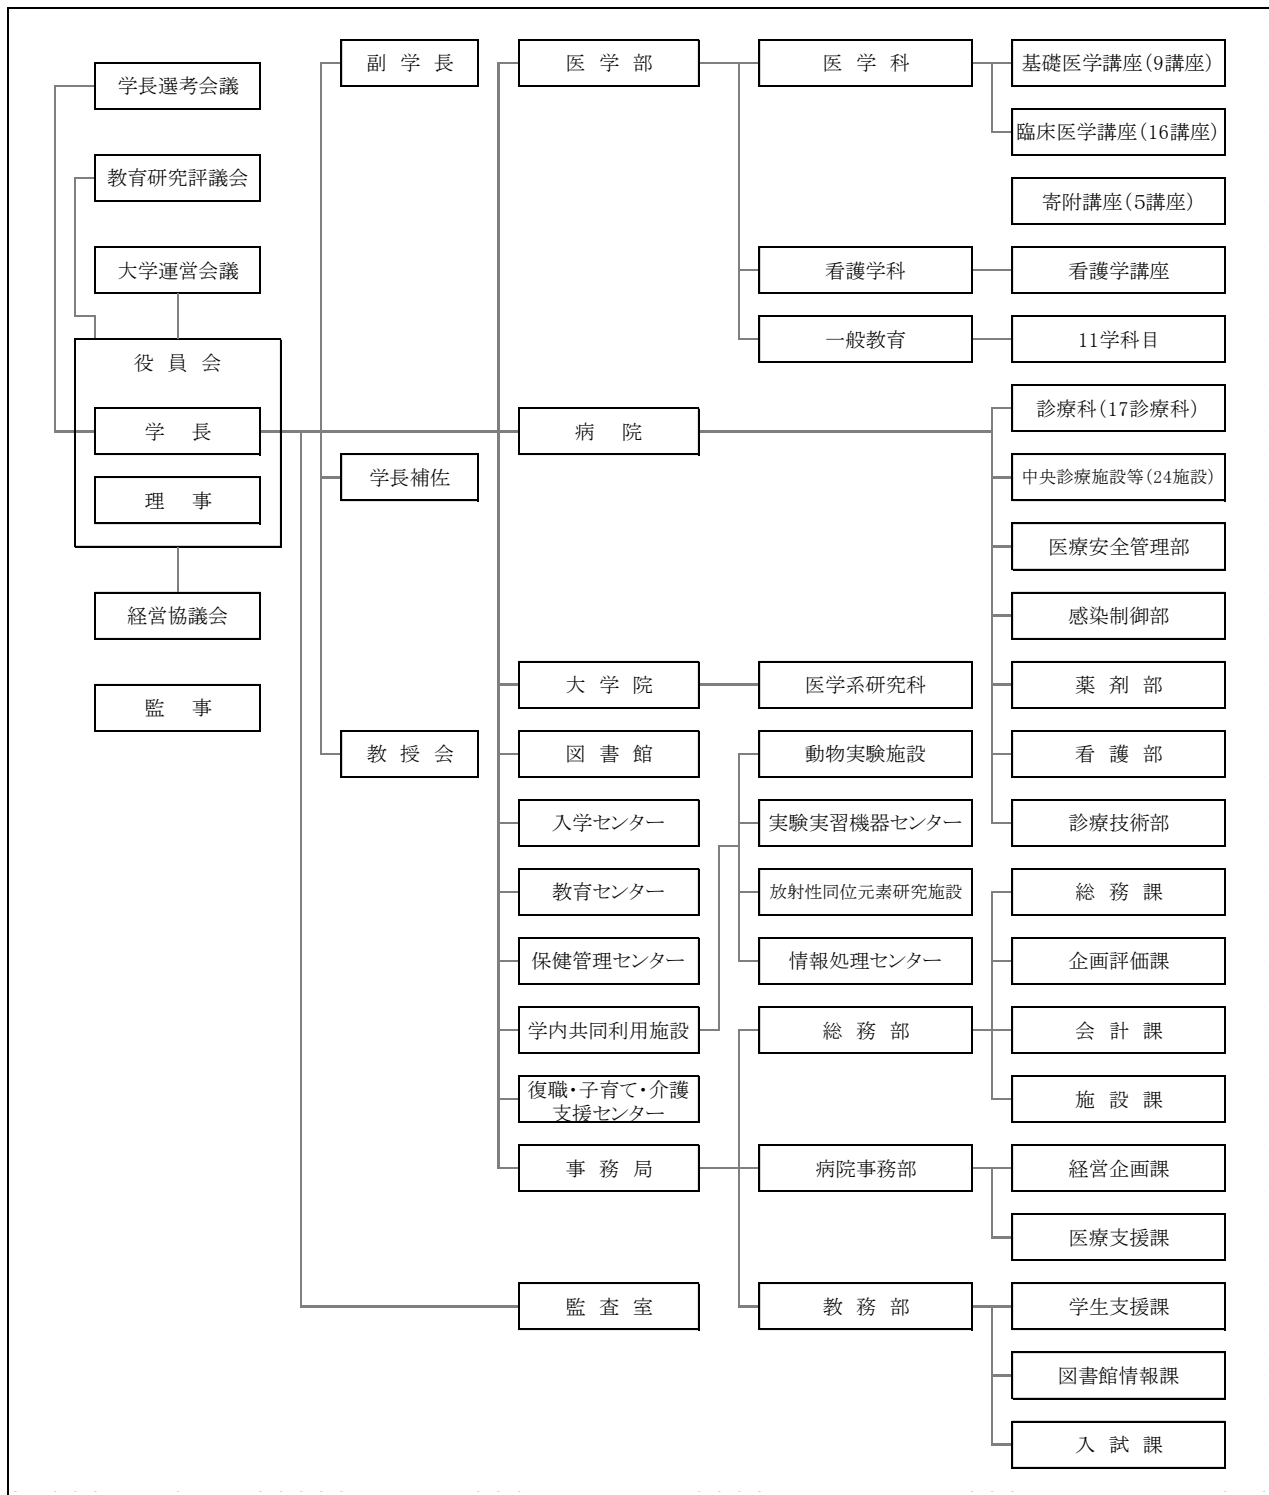 学長選考会議
教育研究評議会
大学運営会議
役 員 会
学 長
理 事
経営協議会
監 事
副 学 長
学長補佐
教 授 会
医 学 部
病 院
大 学 院
図 書 館
入学センター
教育センター
保健管理センター
学内共同利用施設
復職・子育て・介護
支援センター
事 務 局
監 査 室
医 学 科
看護学科
一般教育
医学系研究科
動物実験施設
実験実習機器センター
放射性同位元素研究施設
情報処理センター
総 務 部
病院事務部
教 務 部
基礎医学講座（9講座）
臨床医学講座（16講座）
寄附講座（5講座）
看護学講座
11学科目
診療科（17診療科）
中央診療施設等（24施設）
医療安全管理部
感染制御部
薬 剤 部
看 護 部
診療技術部
総 務 課
企画評価課
会 計 課
施 設 課
経営企画課
医療支援課
学生支援課
図書館情報課
入 試 課